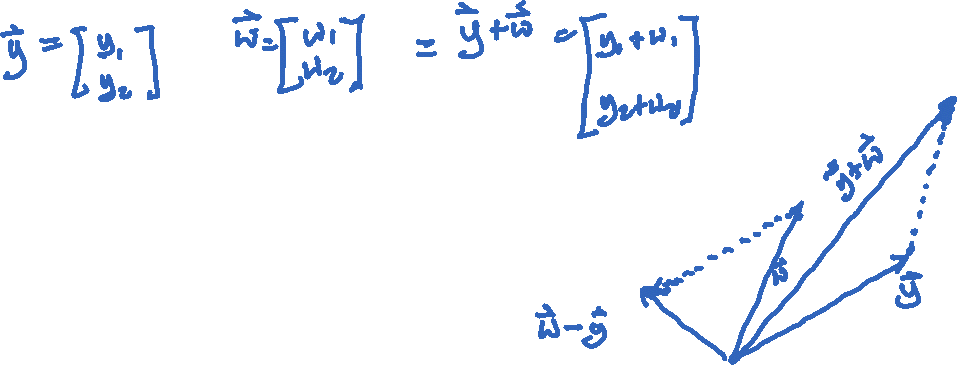 y⃗ = [y₁ y₂] w⃗ = [w₁ w₂] = y⃗ + w⃗ = [y₁ + w₁ y₂ + w₂]
y⃗ + w⃗
w⃗
y⃗
w⃗ - y⃗